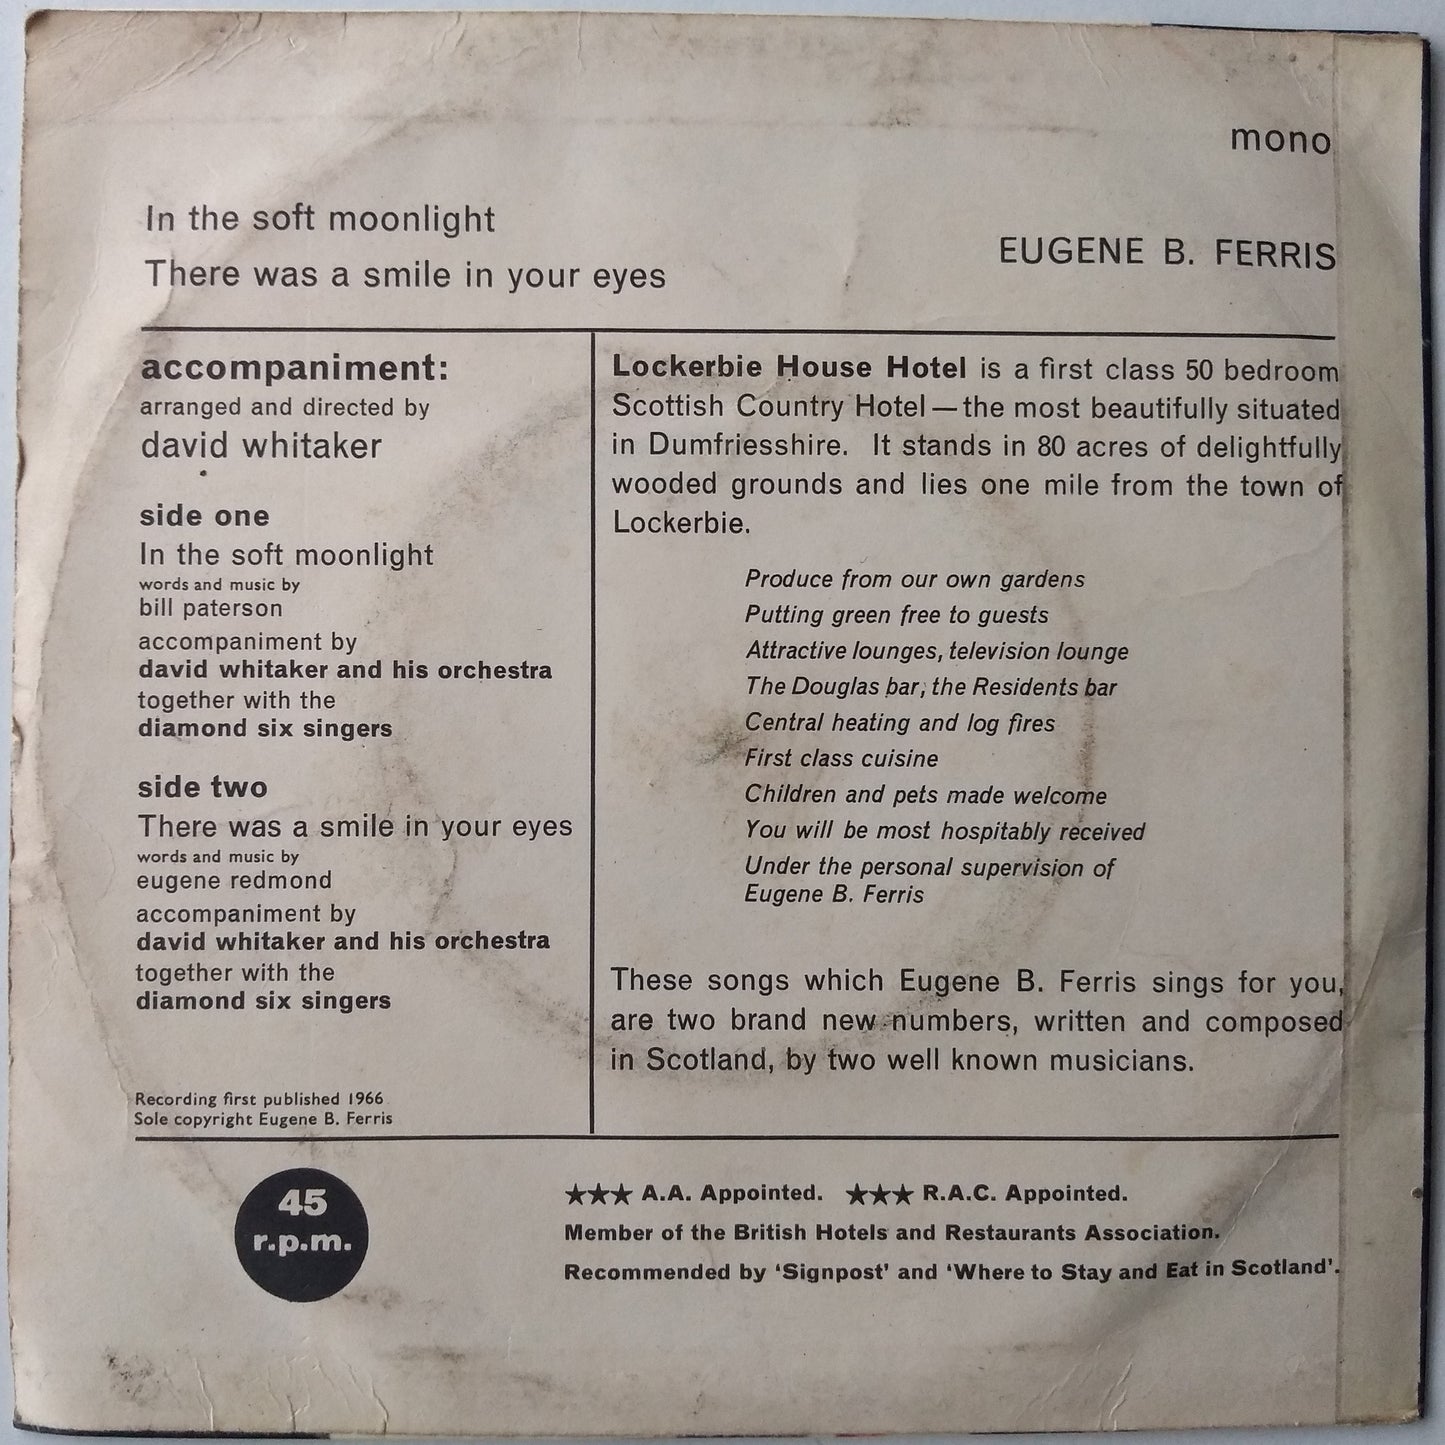 mono
In the soft moonlight
There was a smile in your eyes
EUGENE B. FERRIS
accompaniment:
arranged and directed by
david whitaker
side one
In the soft moonlight
words and music by
bill paterson
accompaniment by
david whitaker and his orchestra
together with the
diamond six singers
side two
There was a smile in your eyes
words and music by
eugene redmond
accompaniment by
david whitaker and his orchestra
together with the
diamond six singers
Recording first published 1966
Sole copyright Eugene B. Ferris
Lockerbie House Hotel is a first class 50 bedroom
Scottish Country Hotel—the most beautifully situated
in Dumfriesshire. It stands in 80 acres of delightfully
wooded grounds and lies one mile from the town of
Lockerbie.
Produce from our own gardens
Putting green free to guests
Attractive lounges, television lounge
The Douglas bar, the Residents bar
Central heating and log fires
First class cuisine
Children and pets made welcome
You will be most hospitably received
Under the personal supervision of
Eugene B. Ferris
These songs which Eugene B. Ferris sings for you,
are two brand new numbers, written and composed
in Scotland, by two well known musicians.
45
r.p.m.
★★★ A.A. Appointed. ★★★ R.A.C. Appointed.
Member of the British Hotels and Restaurants Association.
Recommended by ‘Signpost’ and ‘Where to Stay and Eat in Scotland’.